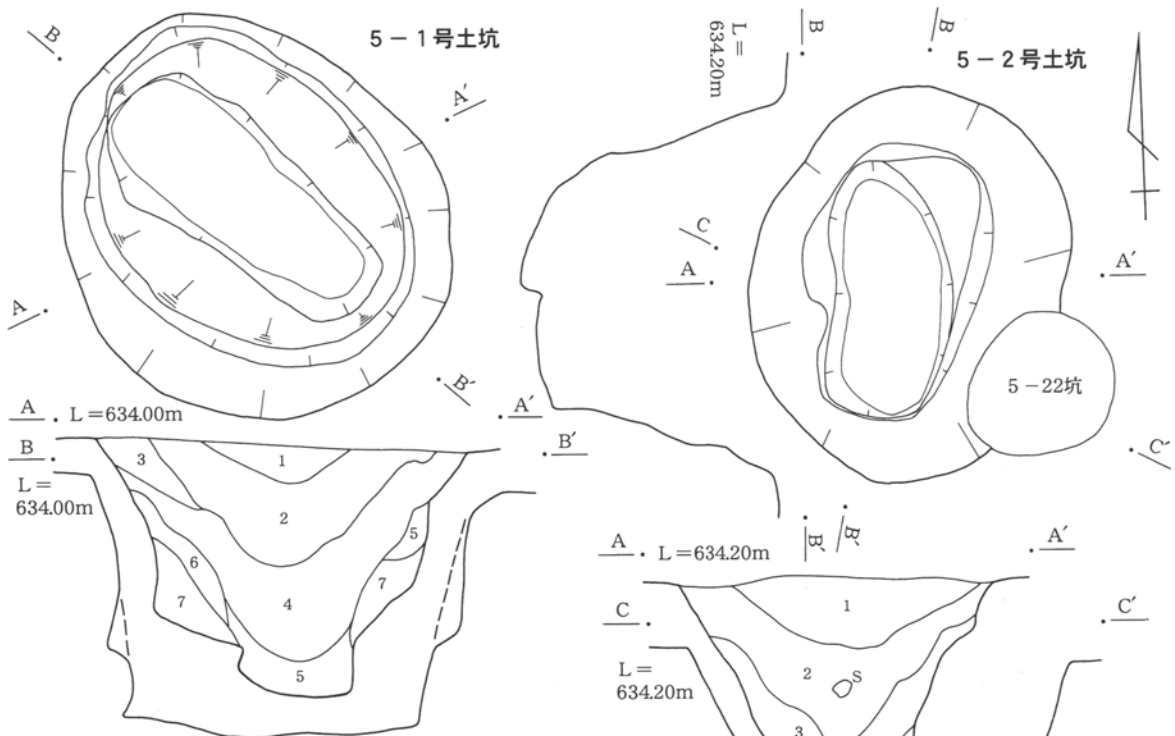 5－1号土坑
B
A′
A
B′
A L＝634.00m A′
B B′
L＝
634.00m
1
3
2
5
6
4
7
7
5
5－2号土坑
L＝
634.20m
B
B
C
A
A′
5－22坑
C′
B′
B′
A L＝634.20m A′
C C′
L＝
634.20m
1
2
S
3